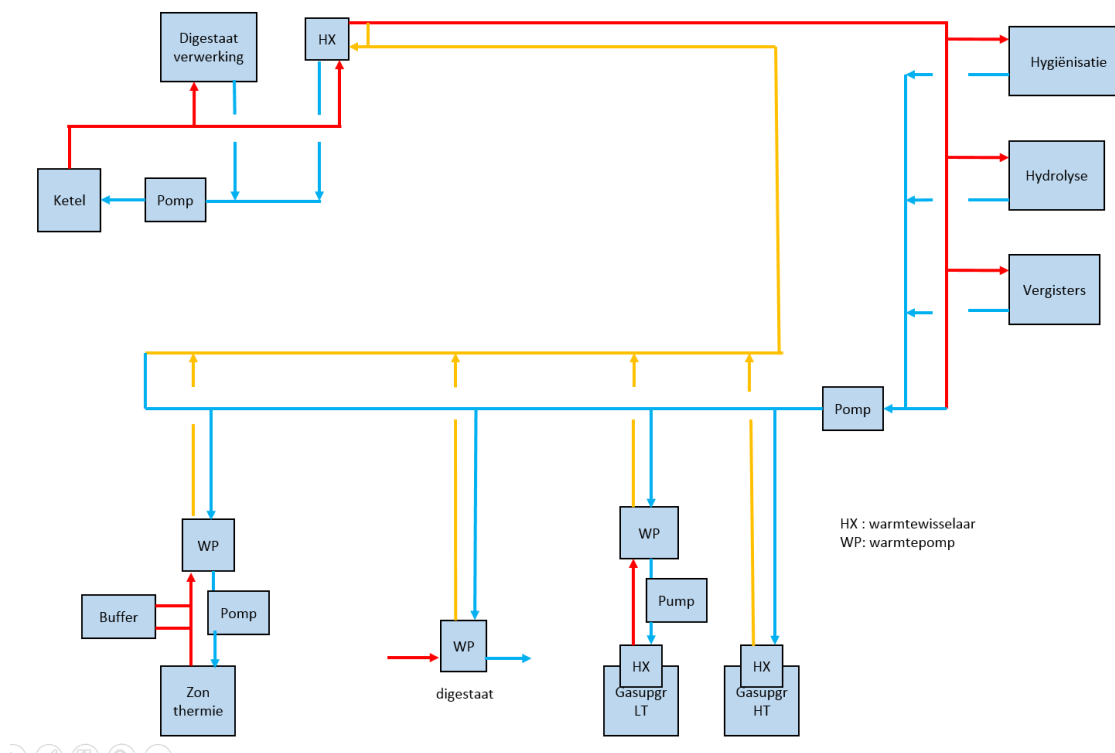 Digestaat
verwerking
HX
Hygiënisatie
Ketel
Pomp
Hydrolyse
Vergisters
Pomp
WP
WP
HX : warmtewisselaar
WP: warmtepomp
Buffer
Pomp
Pump
WP
Zon
thermie
digestaat
HX
Gasupgr
LT
HX
Gasupgr
HT